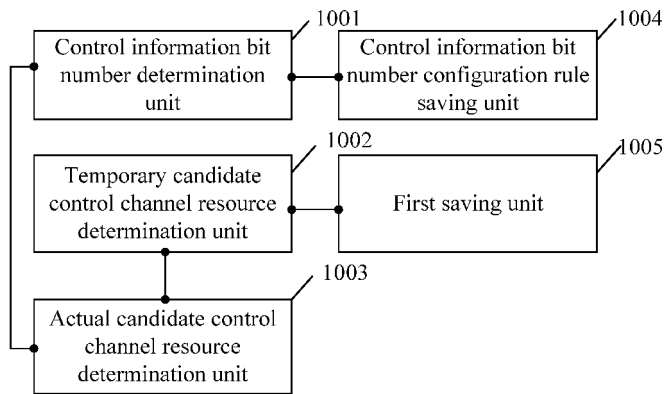 1001
Control information bit
number determination
unit
1004
Control information bit
number configuration rule
saving unit
1002
Temporary candidate
control channel resource
determination unit
1005
First saving unit
1003
Actual candidate control
channel resource
determination unit